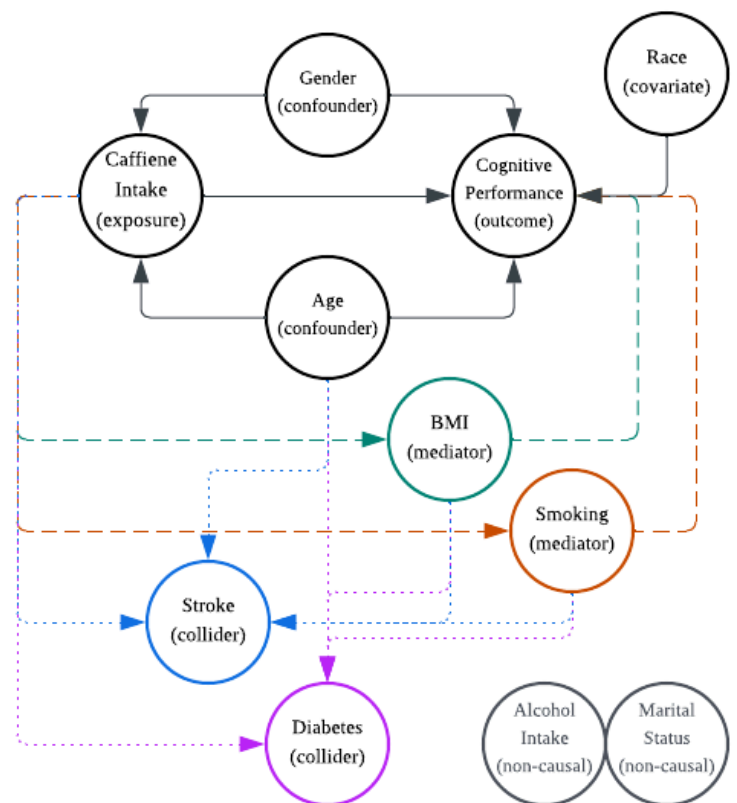 Gender
(confounder)
Race
(covariate)
Caffiene
Intake
(exposure)
Cognitive
Performance
(outcome)
Age
(confounder)
BMI
(mediator)
Smoking
(mediator)
Stroke
(collider)
Diabetes
(collider)
Alcohol
Intake
(non-causal)
Marital
Status
(non-causal)